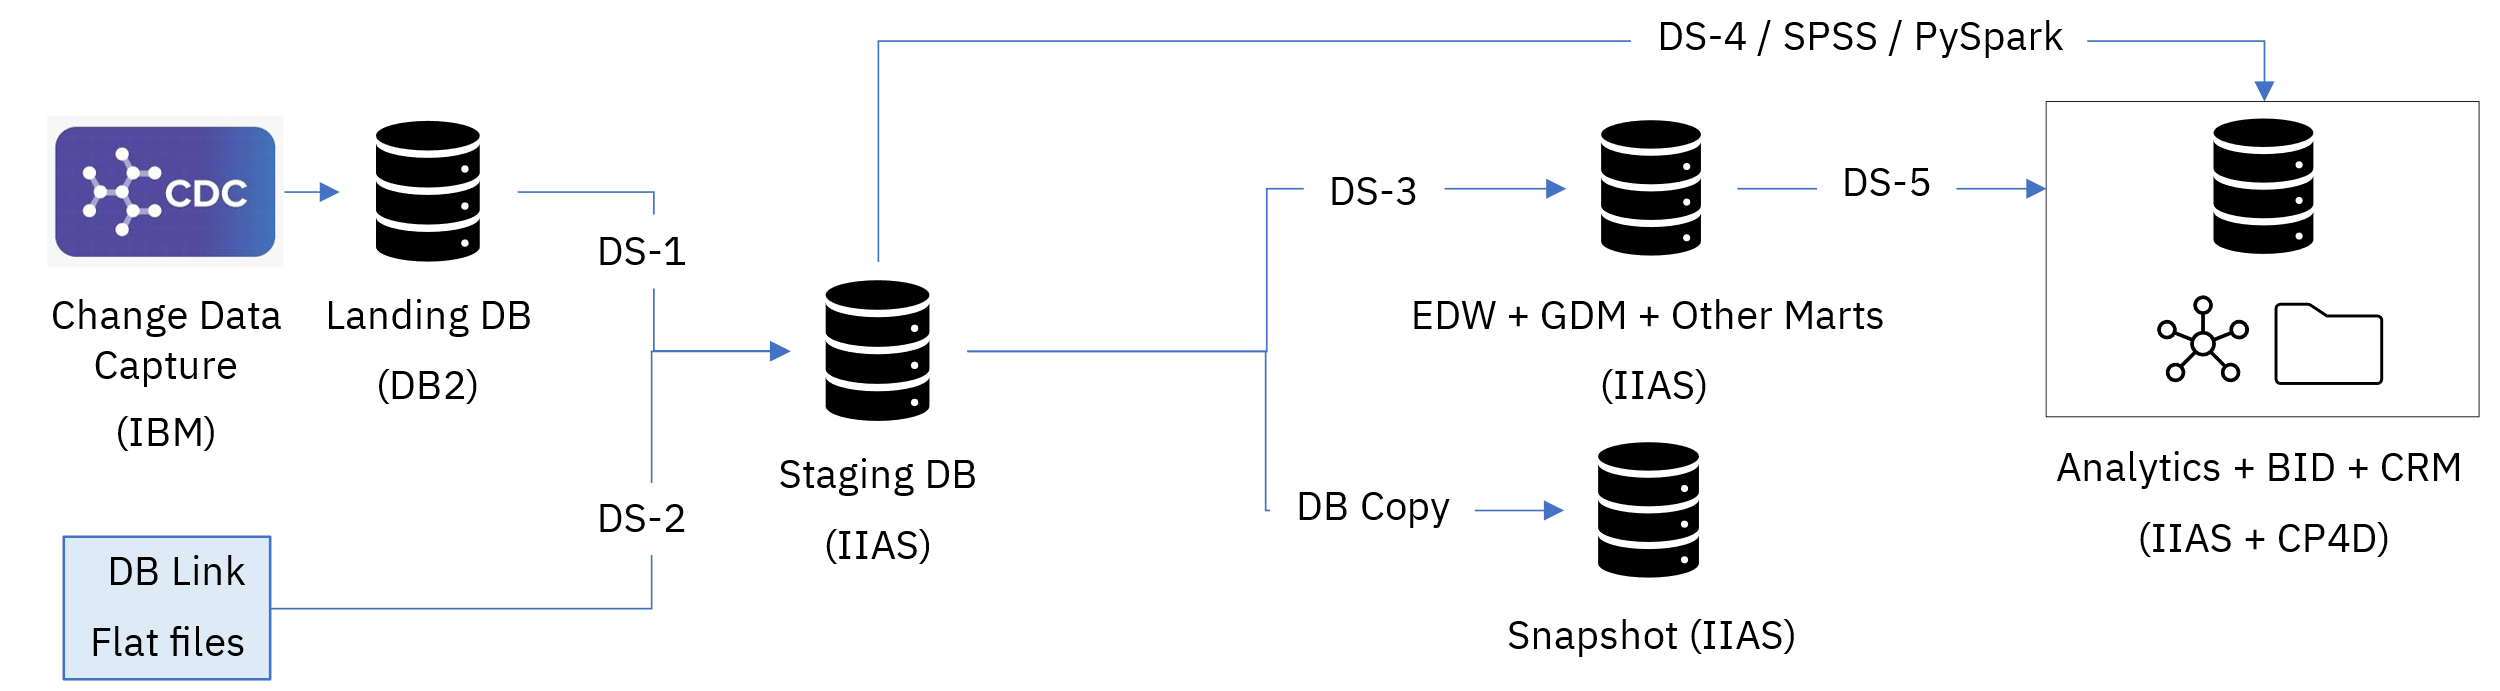 DS-4 / SPSS / PySpark
CDC
Change Data
Capture
(IBM)
Landing DB
(DB2)
DS-1
DS-2
DB Link
Flat files
Staging DB
(IIAS)
DS-3
EDW + GDM + Other Marts
(IIAS)
DB Copy
Snapshot (IIAS)
DS-5
Analytics + BID + CRM
(IIAS + CP4D)